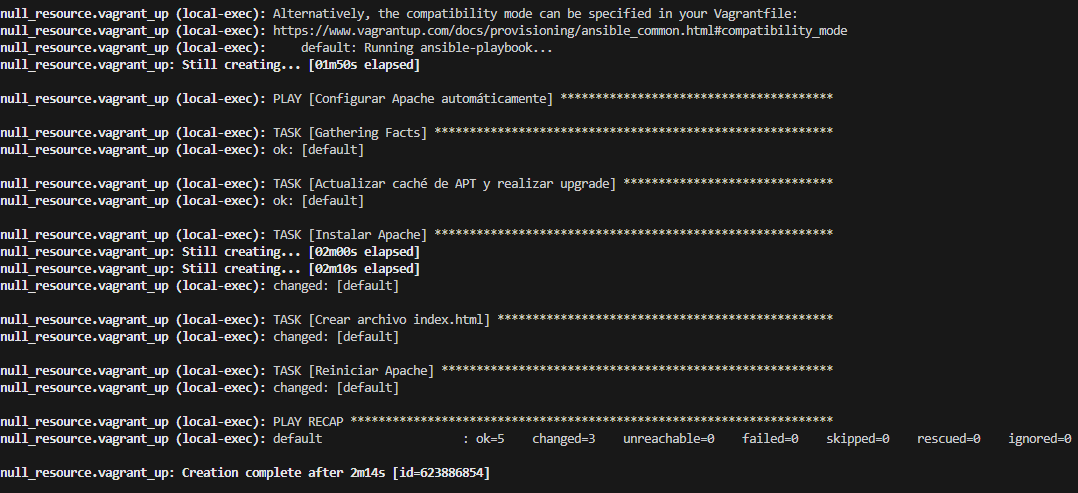 null_resource.vagrant_up (local-exec): Alternatively, the compatibility mode can be specified in your Vagrantfile:
null_resource.vagrant_up (local-exec): https://www.vagrantup.com/docs/provisioning/ansible_common.html#compatibility_mode
null_resource.vagrant_up (local-exec):     default: Running ansible-playbook...
null_resource.vagrant_up: Still creating... [01m50s elapsed]
null_resource.vagrant_up (local-exec): PLAY [Configurar Apache automáticamente] ***************************************
null_resource.vagrant_up (local-exec): TASK [Gathering Facts] *********************************************************
null_resource.vagrant_up (local-exec): ok: [default]
null_resource.vagrant_up (local-exec): TASK [Actualizar caché de APT y realizar upgrade] ******************************
null_resource.vagrant_up (local-exec): ok: [default]
null_resource.vagrant_up (local-exec): TASK [Instalar Apache] *********************************************************
null_resource.vagrant_up: Still creating... [02m00s elapsed]
null_resource.vagrant_up: Still creating... [02m10s elapsed]
null_resource.vagrant_up (local-exec): changed: [default]
null_resource.vagrant_up (local-exec): TASK [Crear archivo index.html] ************************************************
null_resource.vagrant_up (local-exec): changed: [default]
null_resource.vagrant_up (local-exec): TASK [Reiniciar Apache] ********************************************************
null_resource.vagrant_up (local-exec): changed: [default]
null_resource.vagrant_up (local-exec): PLAY RECAP *********************************************************************
null_resource.vagrant_up (local-exec): default                    : ok=5    changed=3    unreachable=0    failed=0    skipped=0    rescued=0    ignored=0
null_resource.vagrant_up: Creation complete after 2m14s [id=623886854]